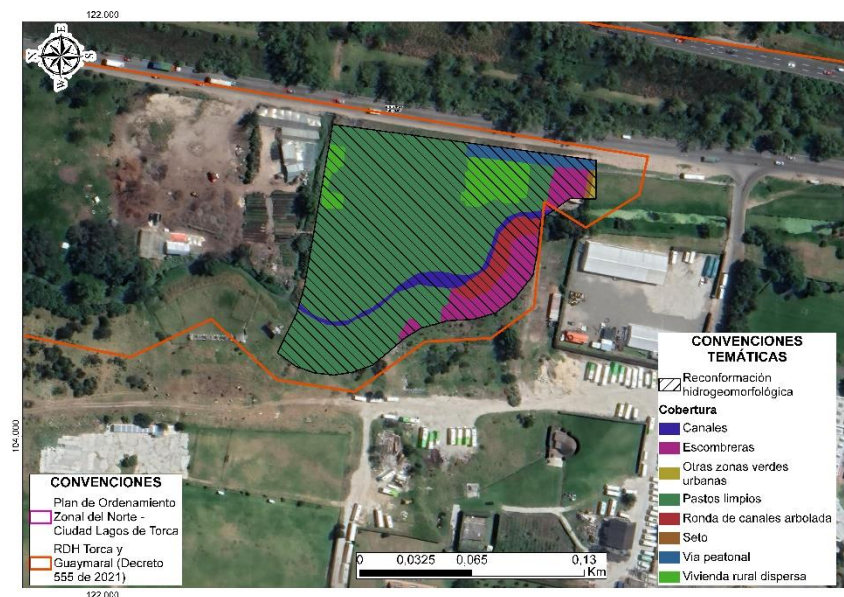 122.000
N
E
S
W
CONVENCIONES
TEMÁTICAS
Reconformación
hidrogeomorfológica
Cobertura
Canales
Escombreras
Otras zonas verdes
urbanas
Pastos limpios
Ronda de canales arbolada
Seto
Via peatonal
Vivienda rural dispersa
104.000
CONVENCIONES
Plan de Ordenamiento
Zonal del Norte -
Ciudad Lagos de Torca
RDH Torca y
Guaymaral (Decreto
555 de 2021)
0 0,0325 0,065 0,13
Km
122.000